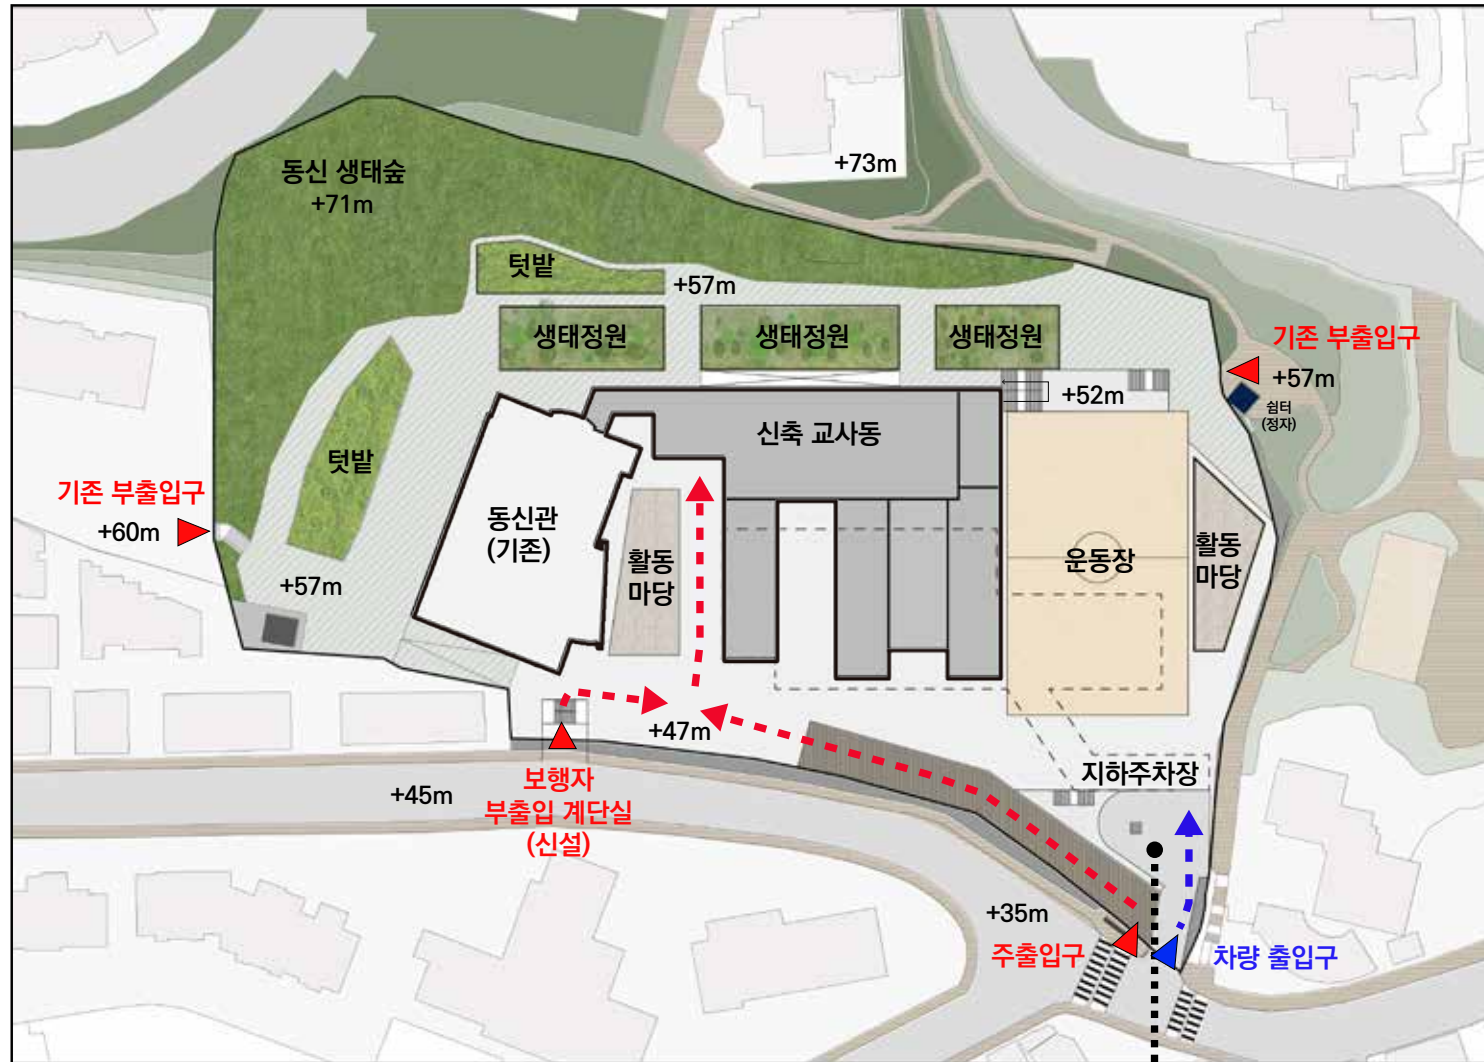 +73m
동신 생태숲
+71m
텃밭
+57m
생태정원
생태정원
생태정원
기존 부출입구
+57m
쉼터
(정자)
+52m
신축 교사동
텃밭
기존 부출입구
+60m
동신관
(기존)
활동
마당
운동장
활동
마당
+57m
+47m
지하주차장
+45m
보행자
부출입 계단실
(신설)
+35m
주출입구
차량 출입구